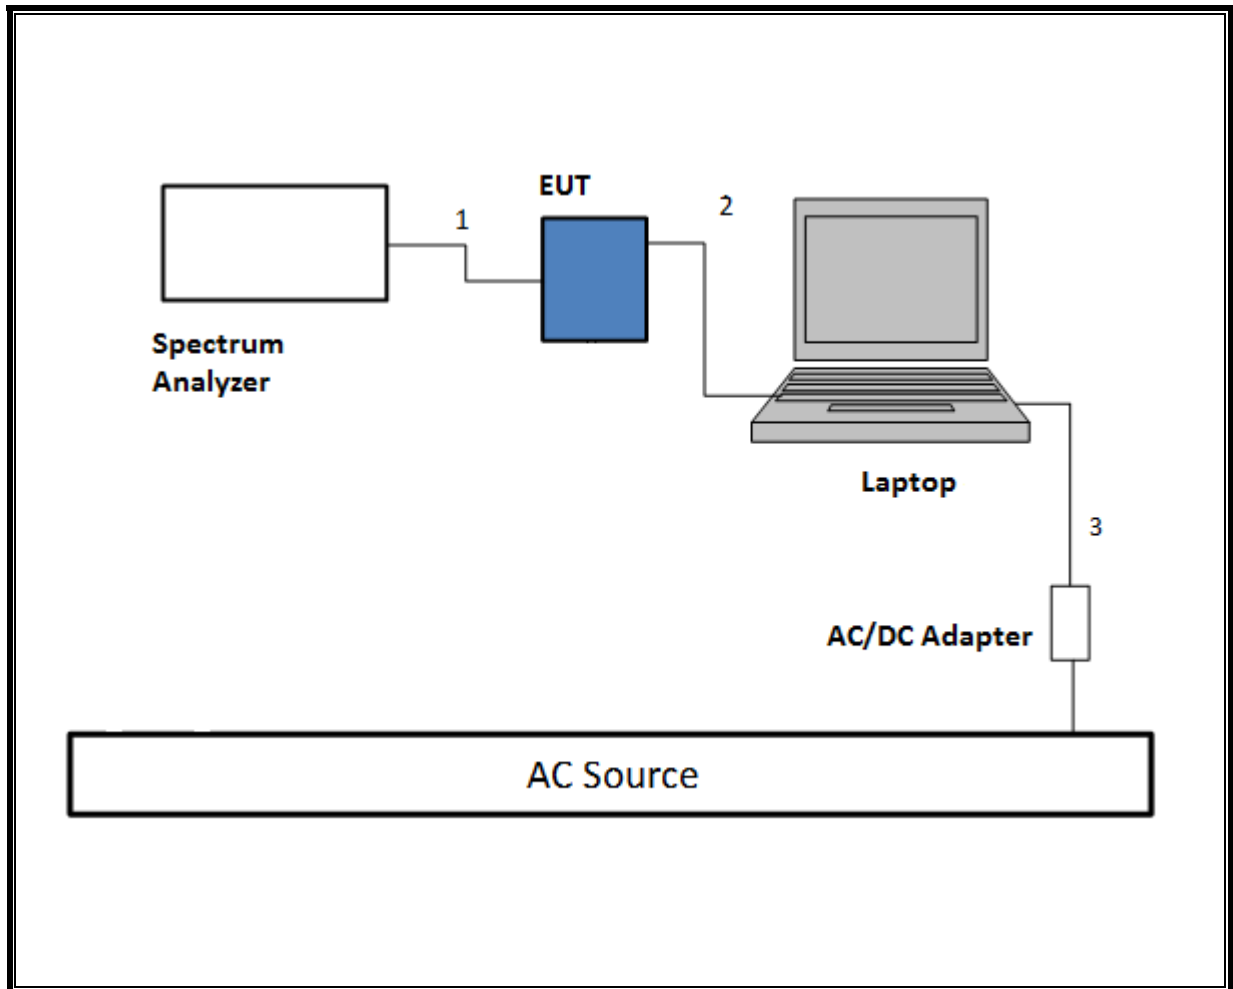 EUT
1
2
Spectrum
Analyzer
Laptop
3
AC/DC Adapter
AC Source